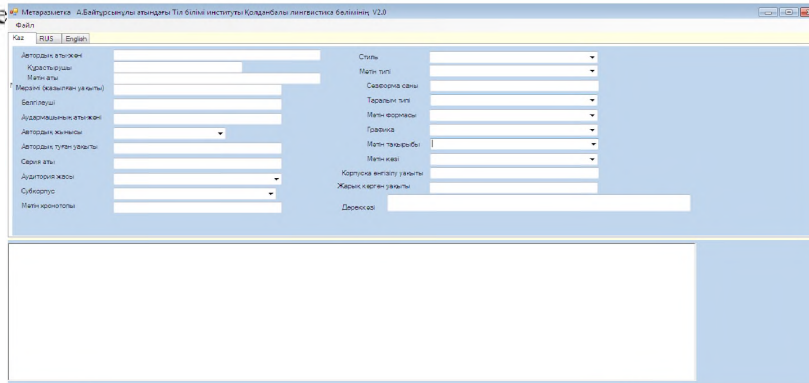 Метаразметка А.Байтұрсынұлы атындағы Тіл білімі институты Қолданбалы лингвистика бөлімінің V2.0
Файл
Kaz RUS English
Автордың аты-жөні
Құрастырушы
Мәтін аты
Мерзімі (жазылған уақыты)
Белгілеуші
Аудармашының аты-жөні
Автордың жынысы
Автордың туған уақыты
Серия аты
Аудитория жасы
Субкорпус
Мәтін хронотопы
Стиль
Мәтін типі
Сөзформа саны
Таралым типі
Мәтін формасы
Графика
Мәтін тақырыбы
Мәтін көзі
Корпусқа енгізілу уақыты
Жарық көрген уақыты
Дереккөзі